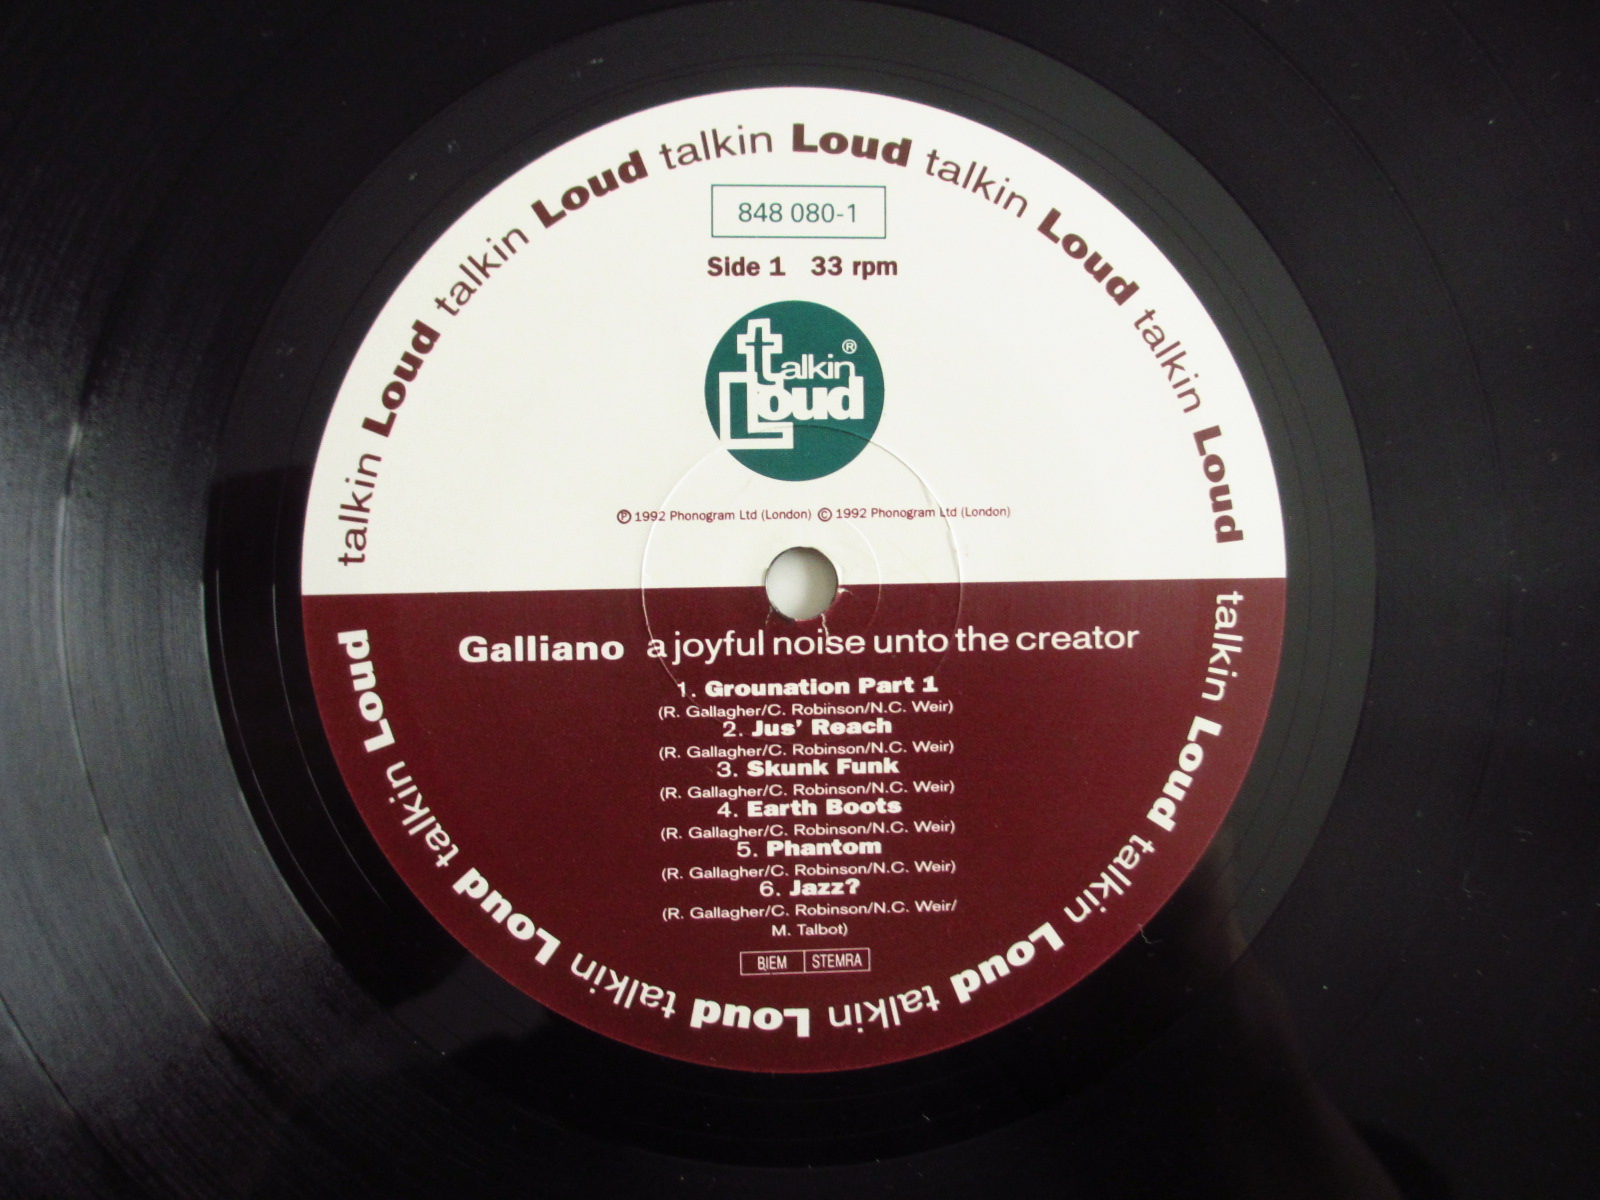 talkin Loud talkin Loud talkin Loud talkin Loud talkin Loud
848 080-1
Side 1 33 rpm
talkin Loud ®
℗ 1992 Phonogram Ltd (London) © 1992 Phonogram Ltd (London)
Galliano a joyful noise unto the creator
1. Grounation Part 1
(R. Gallagher/C. Robinson/N.C. Weir)
2. Jus' Reach
(R. Gallagher/C. Robinson/N.C. Weir)
3. Skunk Funk
(R. Gallagher/C. Robinson/N.C. Weir)
4. Earth Boots
(R. Gallagher/C. Robinson/N.C. Weir)
5. Phantom
(R. Gallagher/C. Robinson/N.C. Weir)
6. Jazz?
(R. Gallagher/C. Robinson/N.C. Weir/
M. Talbot)
BIEM STEMRA
talkin Loud talkin Loud talkin Loud talkin Loud talkin Loud